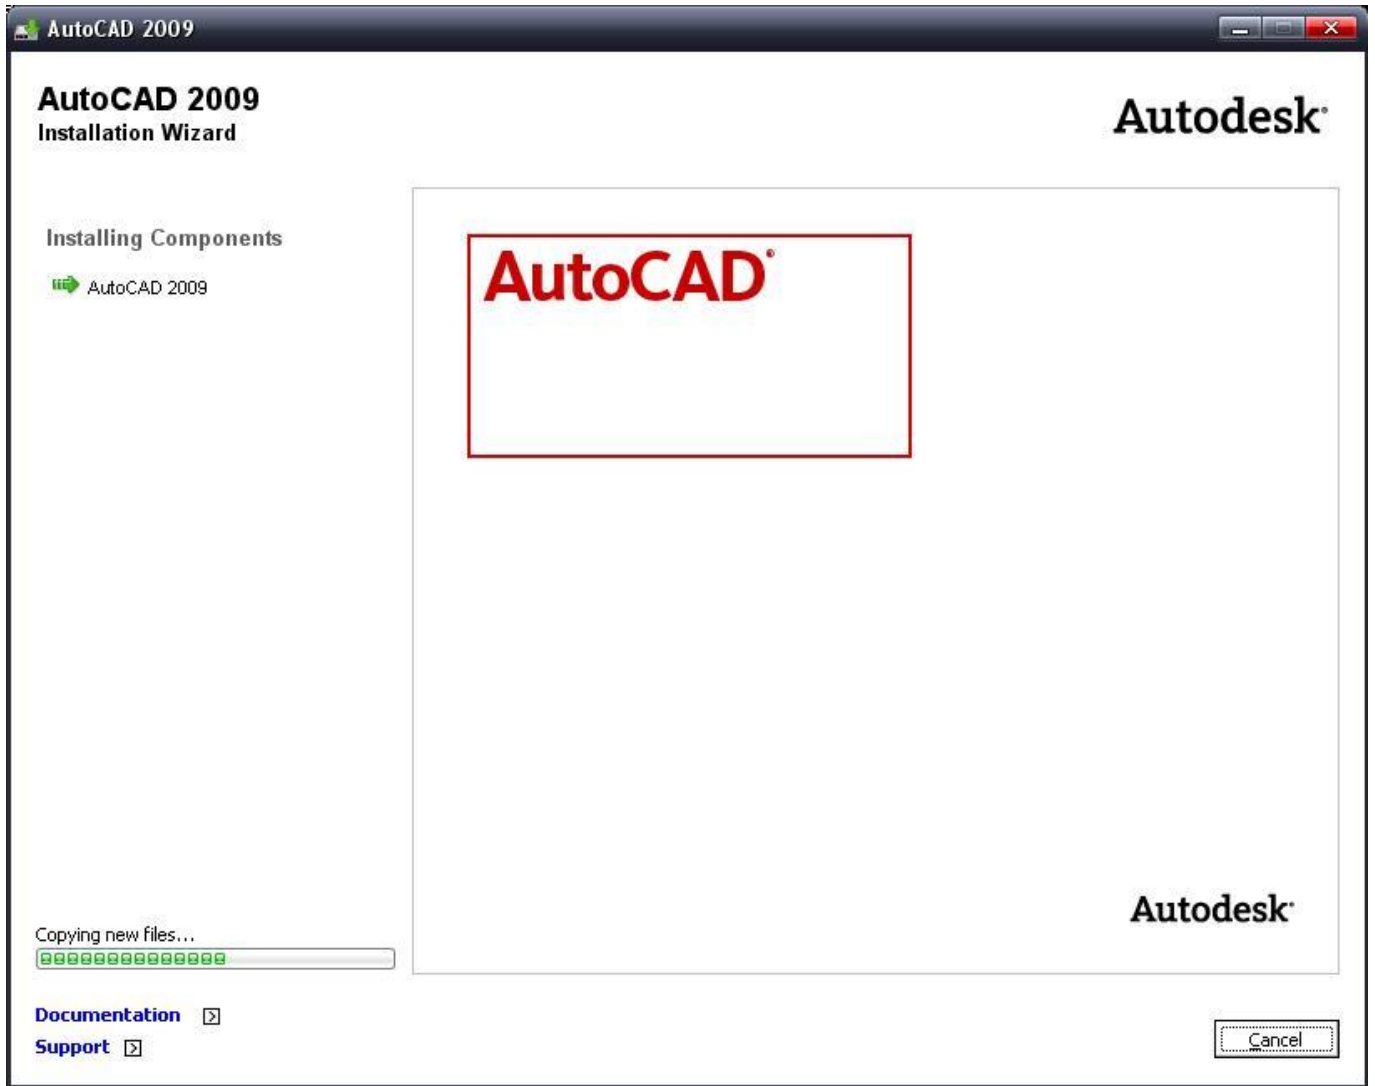 AutoCAD 2009
AutoCAD 2009
Installation Wizard
Autodesk®
Installing Components
AutoCAD 2009
AutoCAD®
Autodesk®
Copying new files...
Documentation
Support
Cancel